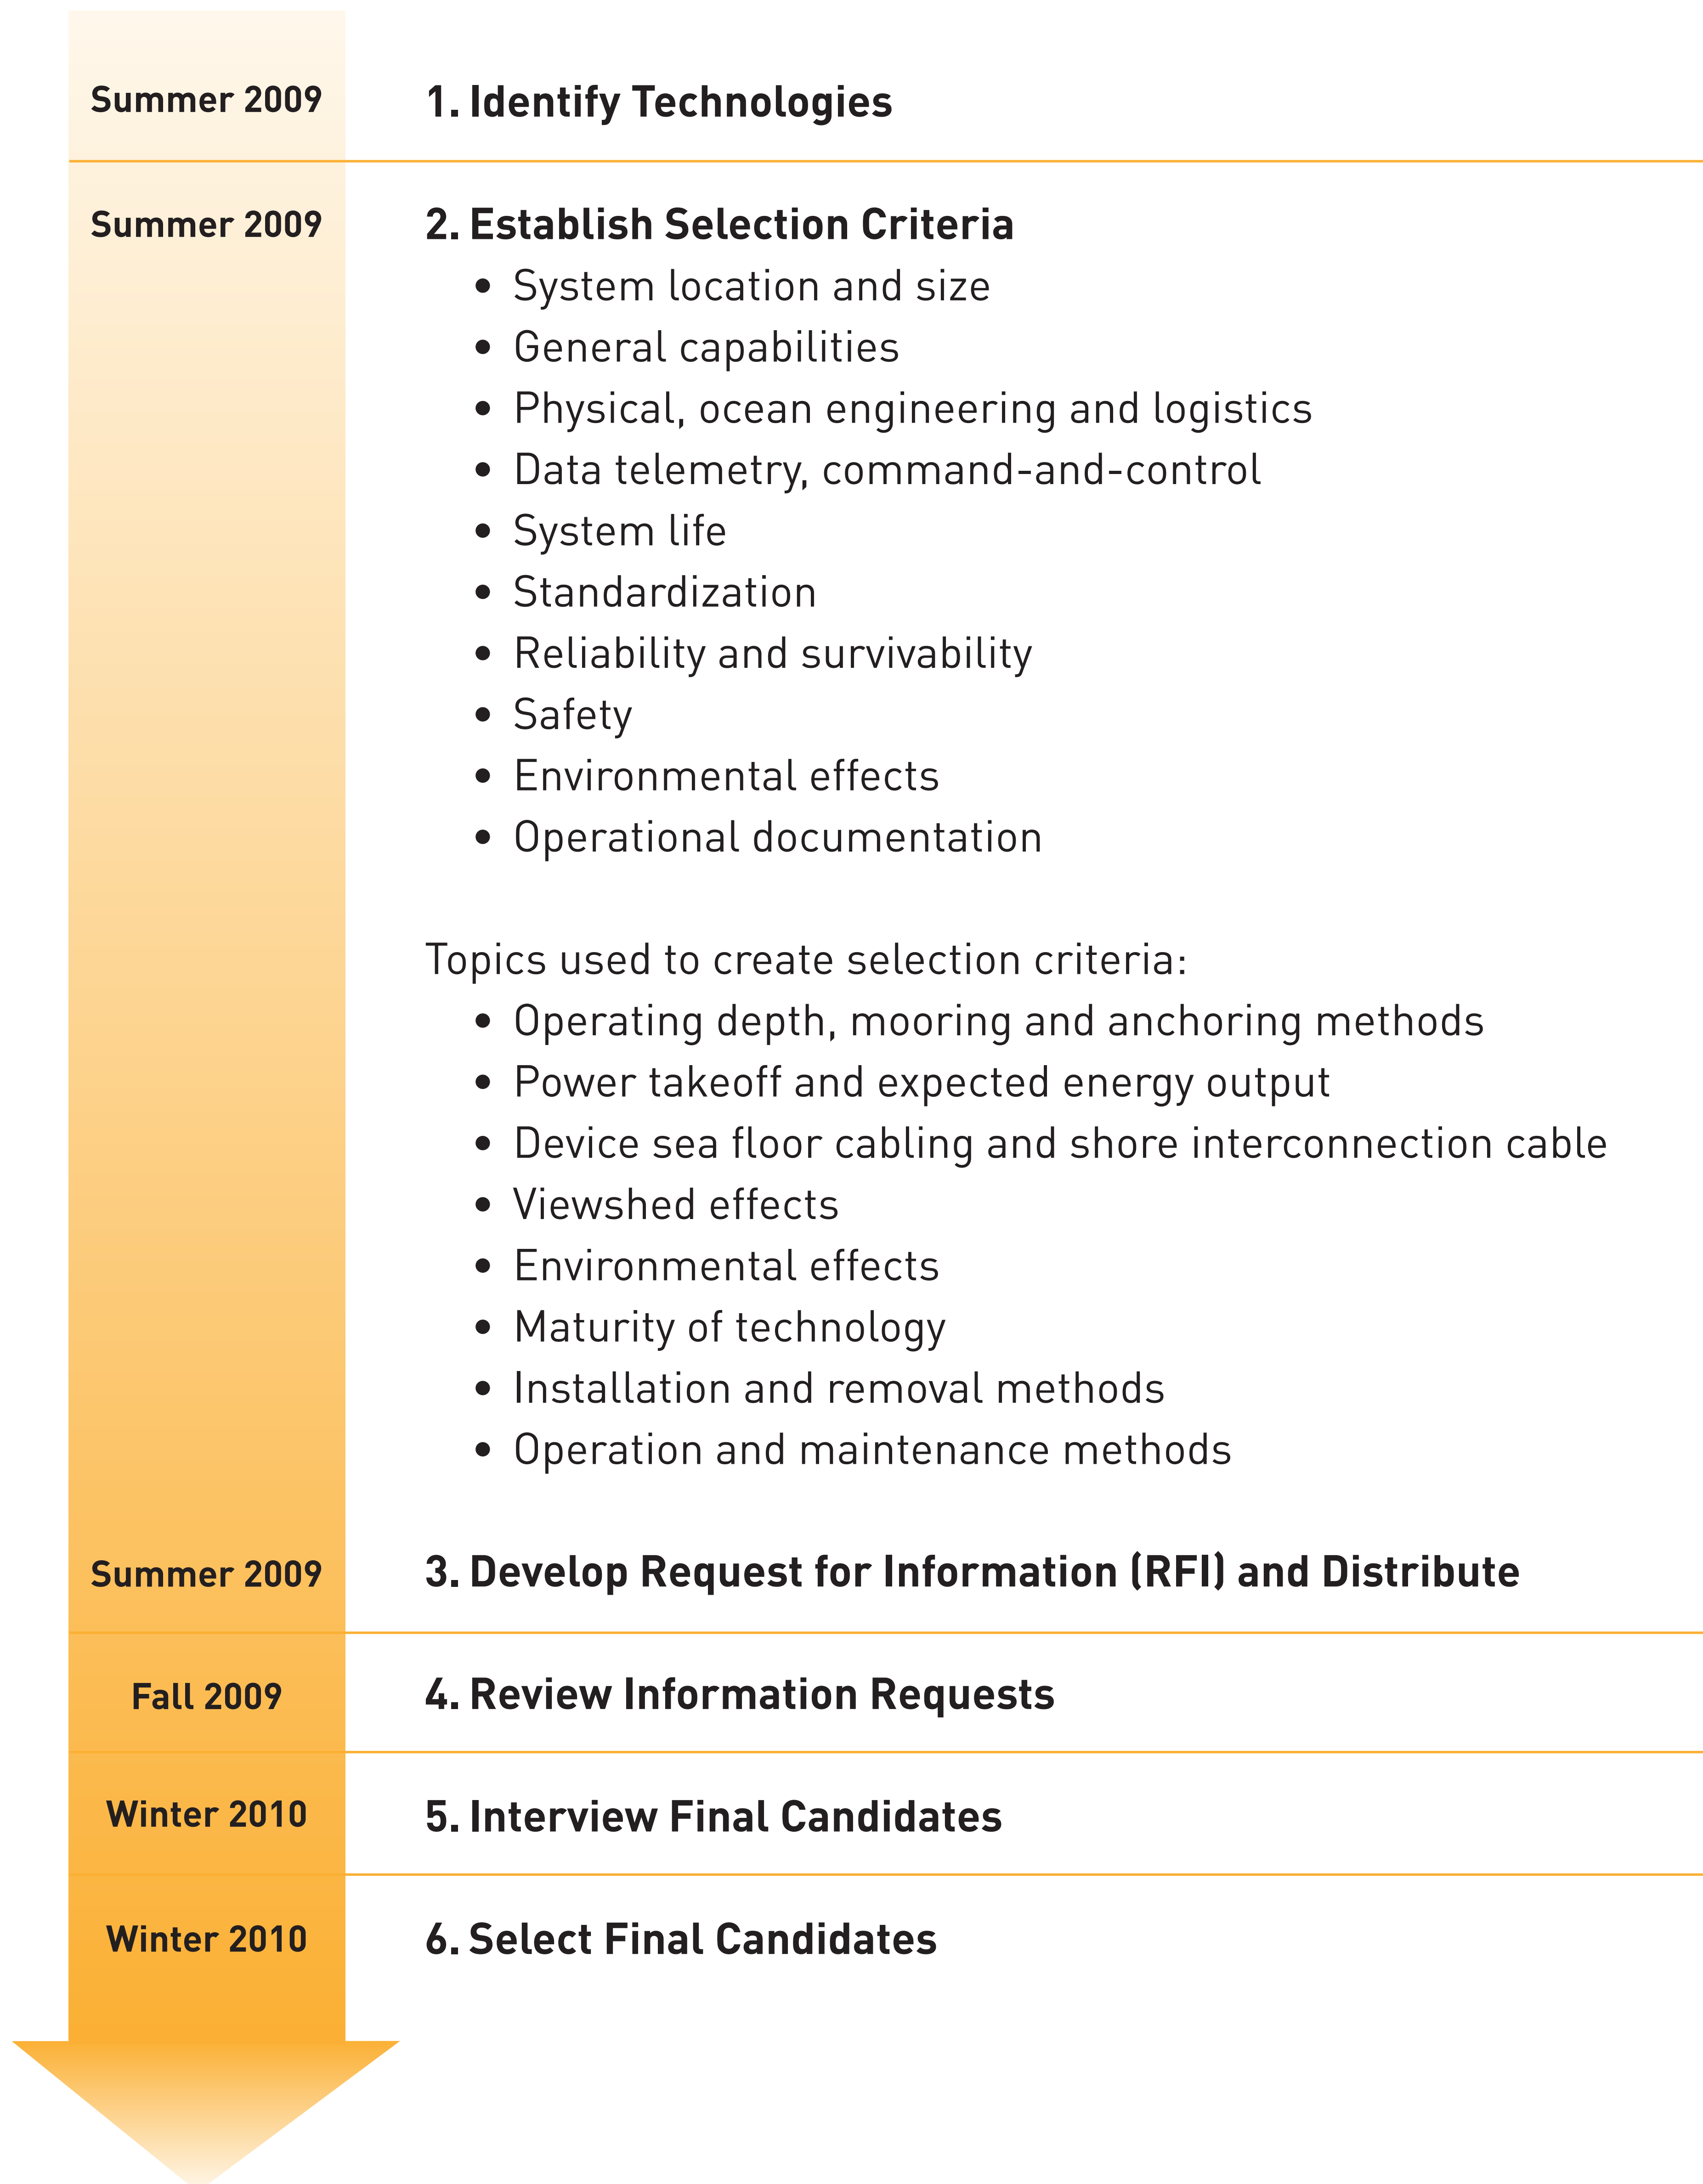 Summer 2009
1. Identify Technologies
Summer 2009
2. Establish Selection Criteria
• System location and size
• General capabilities
• Physical, ocean engineering and logistics
• Data telemetry, command-and-control
• System life
• Standardization
• Reliability and survivability
• Safety
• Environmental effects
• Operational documentation
Topics used to create selection criteria:
• Operating depth, mooring and anchoring methods
• Power takeoff and expected energy output
• Device sea floor cabling and shore interconnection cable
• Viewshed effects
• Environmental effects
• Maturity of technology
• Installation and removal methods
• Operation and maintenance methods
Summer 2009
3. Develop Request for Information (RFI) and Distribute
Fall 2009
4. Review Information Requests
Winter 2010
5. Interview Final Candidates
Winter 2010
6. Select Final Candidates